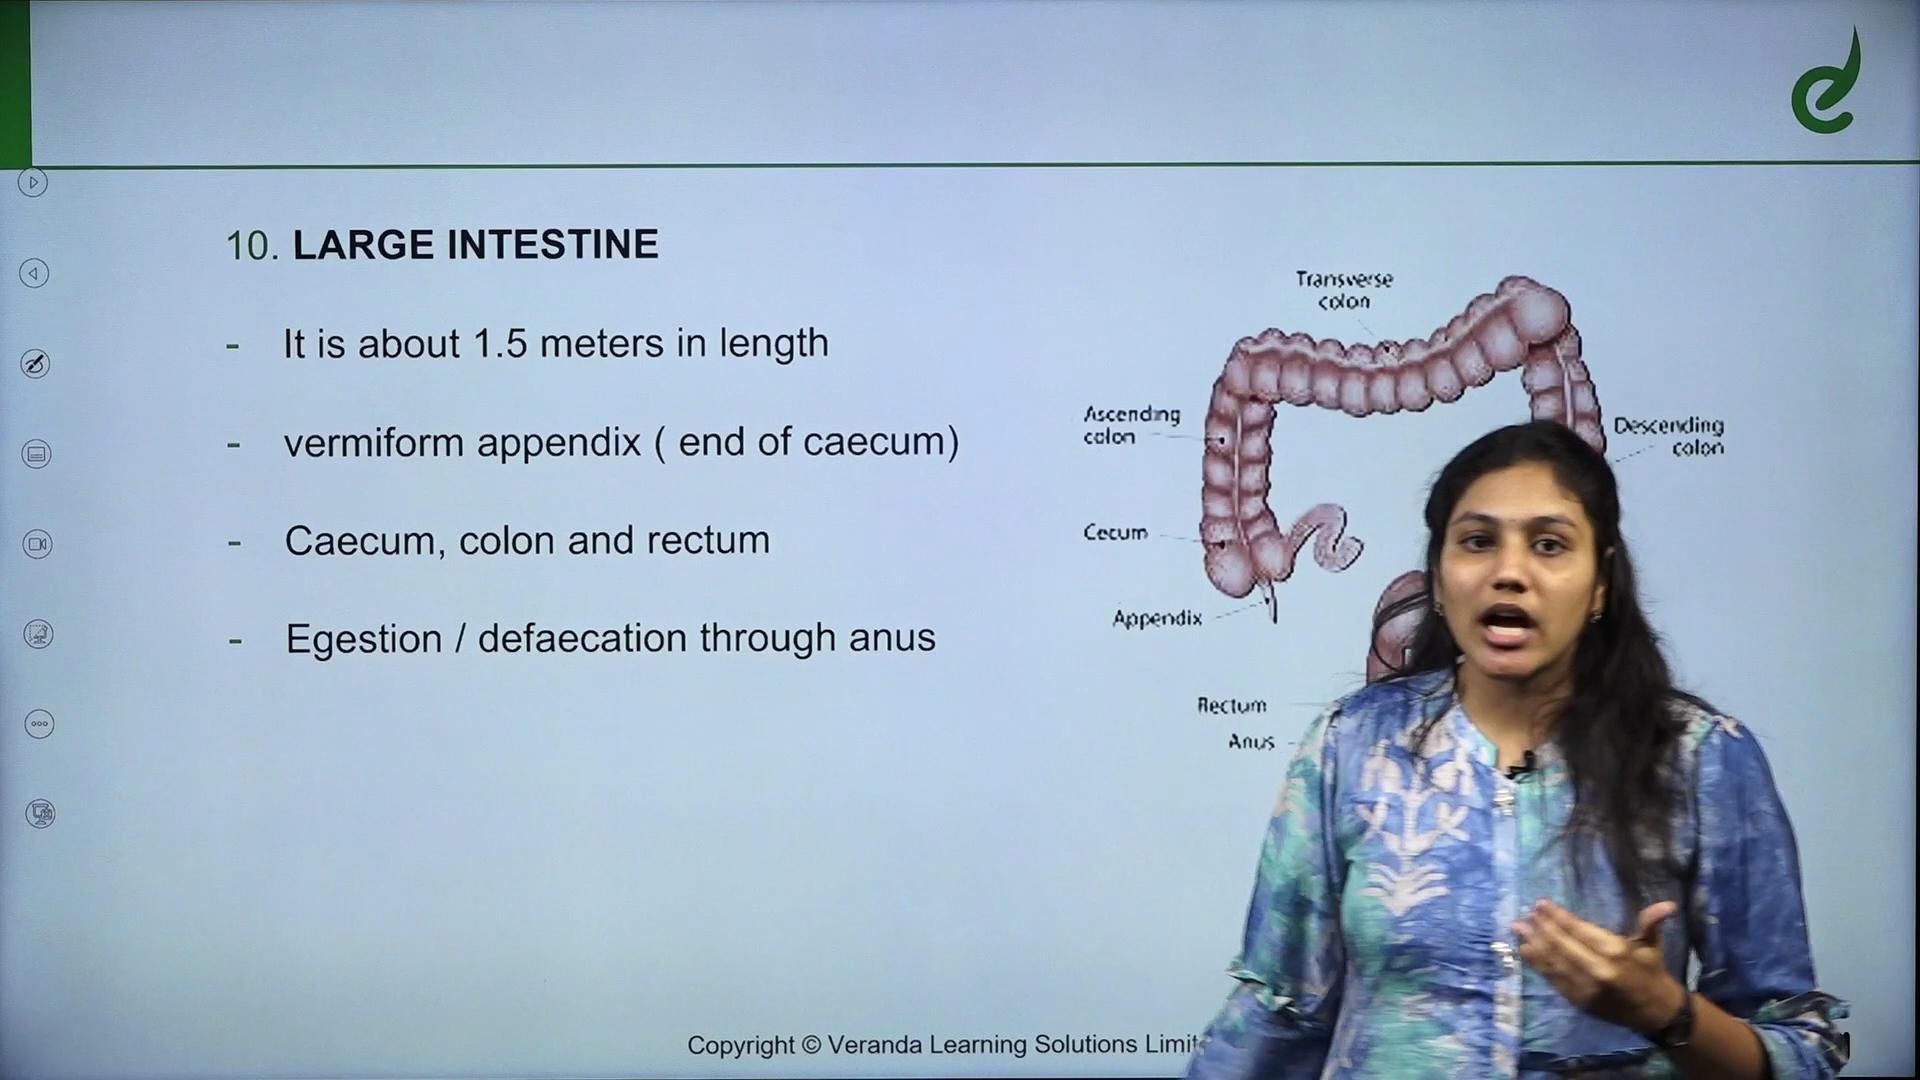 10. LARGE INTESTINE
- It is about 1.5 meters in length
- vermiform appendix ( end of caecum)
- Caecum, colon and rectum
- Egestion / defaecation through anus
Transverse
colon
Ascending
colon
Descending
colon
Cecum
Appendix
Rectum
Anus
Copyright © Veranda Learning Solutions